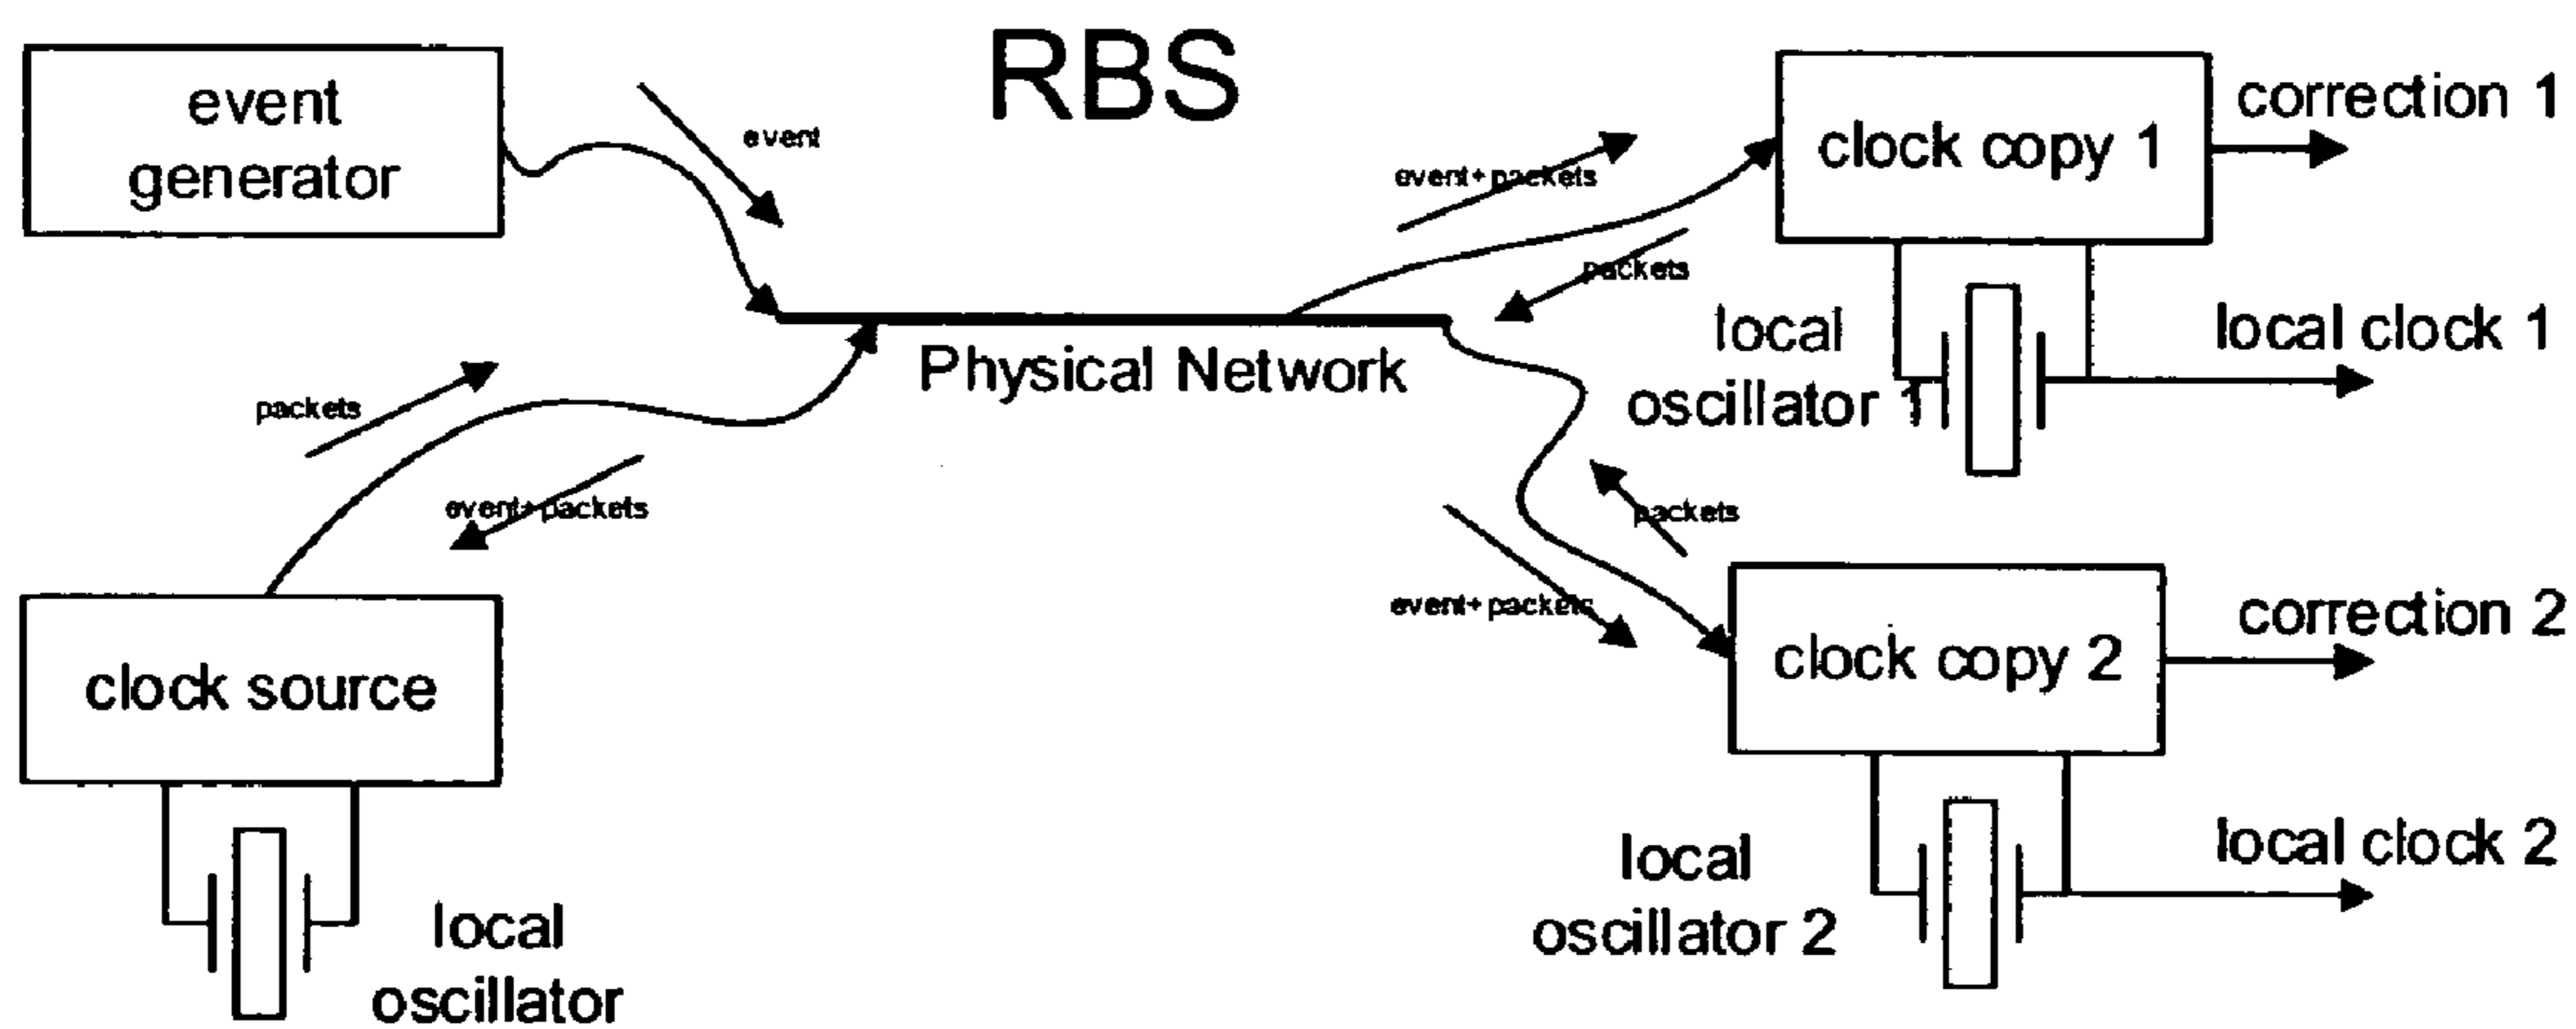 RBS
event
generator
event
event+packets
packets
clock copy 1
correction 1
local
oscillator 1
local clock 1
Physical Network
packets
event+packets
clock source
local
oscillator
packets
event+packets
clock copy 2
correction 2
local
oscillator 2
local clock 2